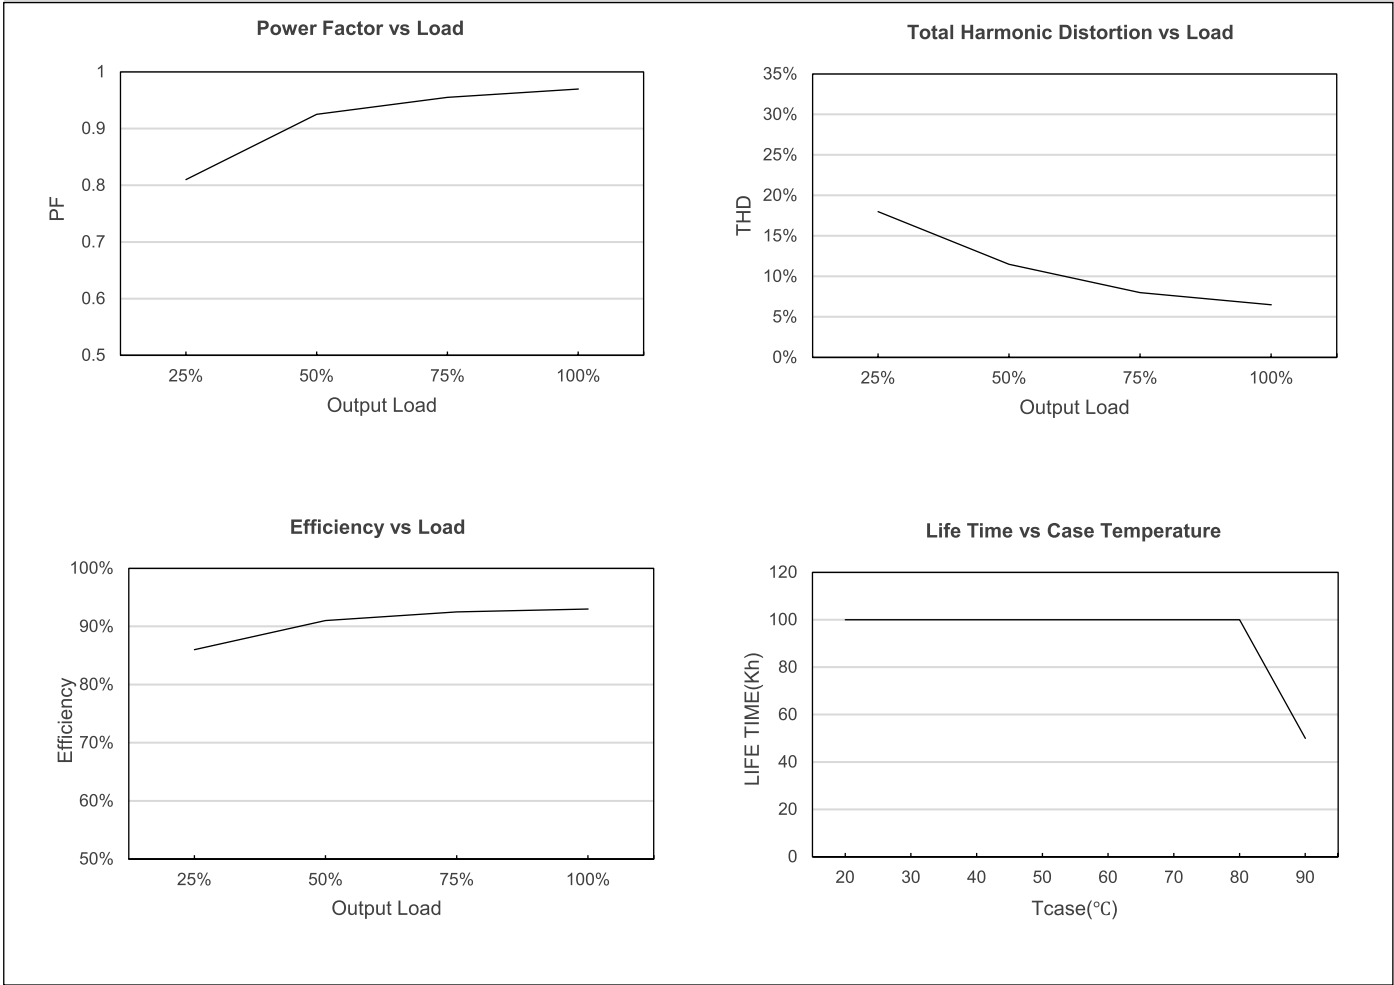 Power Factor vs Load
1
0.9
0.8
0.7
0.6
0.5
PF
25% 50% 75% 100%
Output Load
Total Harmonic Distortion vs Load
35%
30%
25%
20%
15%
10%
5%
0%
THD
25% 50% 75% 100%
Output Load
Efficiency vs Load
100%
90%
80%
70%
60%
50%
Efficiency
25% 50% 75% 100%
Output Load
Life Time vs Case Temperature
120
100
80
60
40
20
0
LIFE TIME(Kh)
20 30 40 50 60 70 80 90
Tcase(℃)